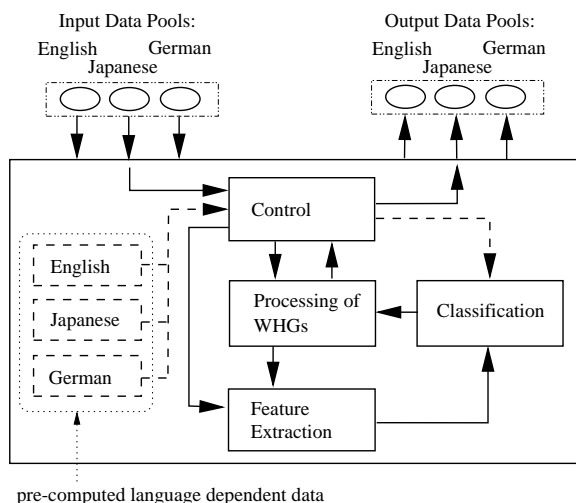 Input Data Pools:
Output Data Pools:
English German
Japanese
English German
Japanese
Control
English
Japanese
German
Processing of
WHGs
Classification
Feature
Extraction
pre-computed language dependent data